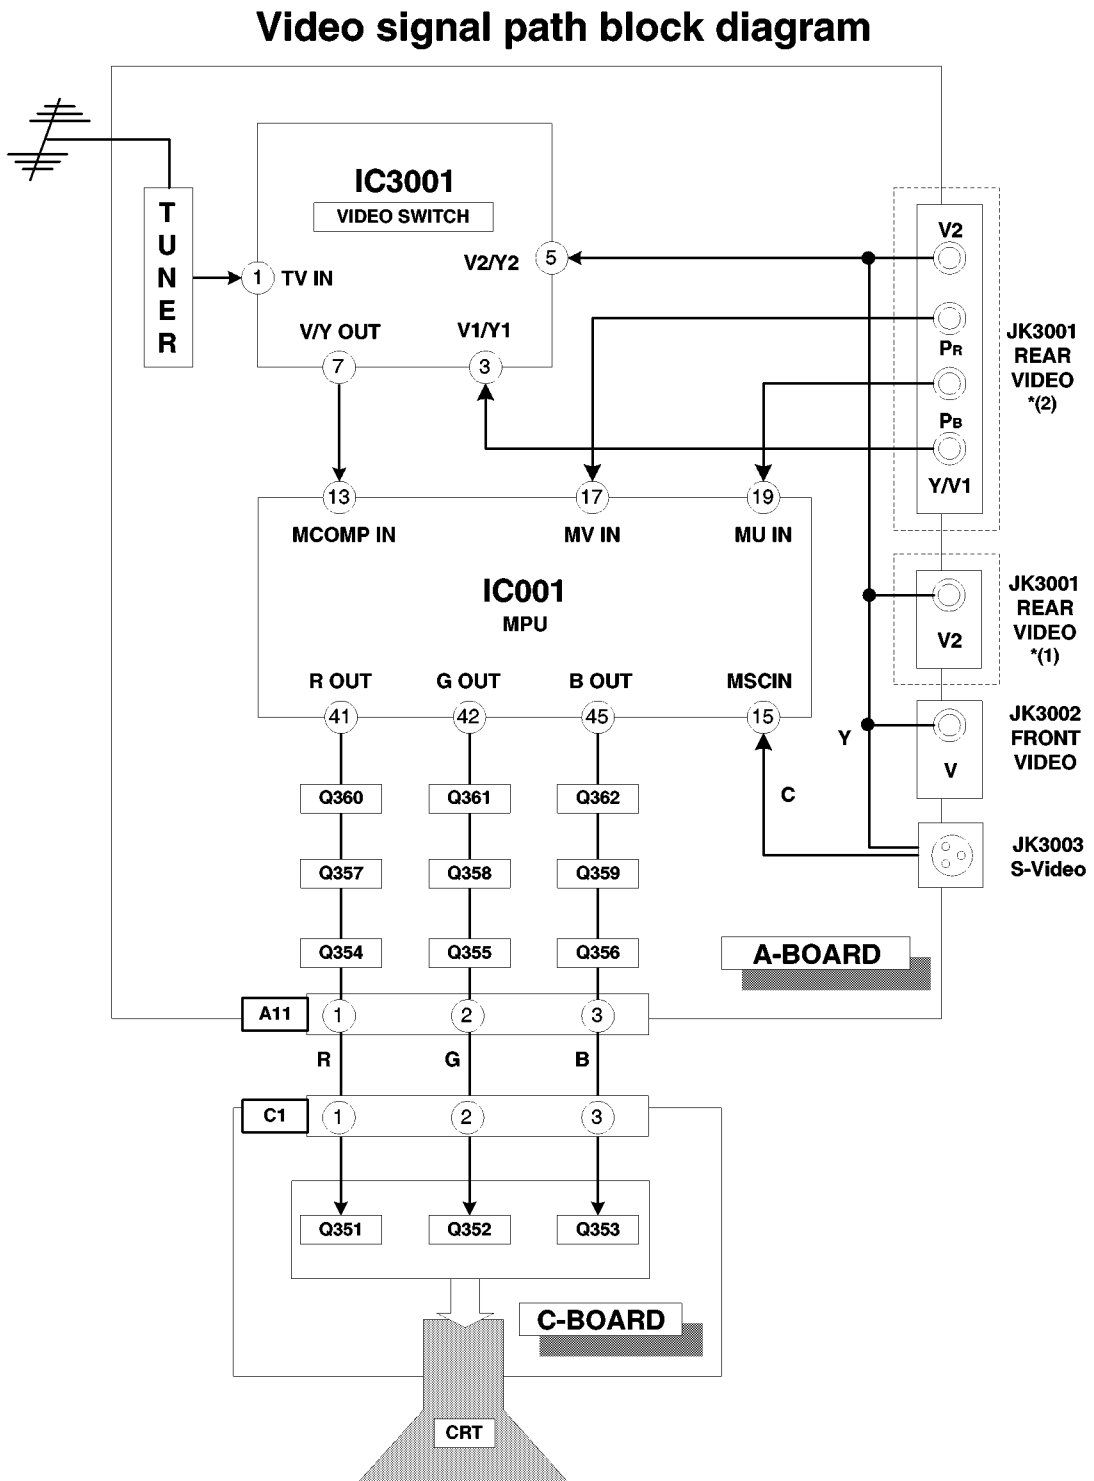 Video signal path block diagram
TUNER
IC3001
VIDEO SWITCH
1 TV IN
V2/Y2 5
V/Y OUT
7
V1/Y1
3
V2
PR
PB
Y/V1
JK3001
REAR
VIDEO
*(2)
13
MCOMP IN
17
MV IN
19
MU IN
IC001
MPU
R OUT
41
G OUT
42
B OUT
45
MSCIN
15
V2
JK3001
REAR
VIDEO
*(1)
Y
C
V
JK3002
FRONT
VIDEO
JK3003
S-Video
Q360 Q361 Q362
Q357 Q358 Q359
Q354 Q355 Q356
A-BOARD
A11 1 2 3
R G B
C1 1 2 3
Q351 Q352 Q353
C-BOARD
CRT